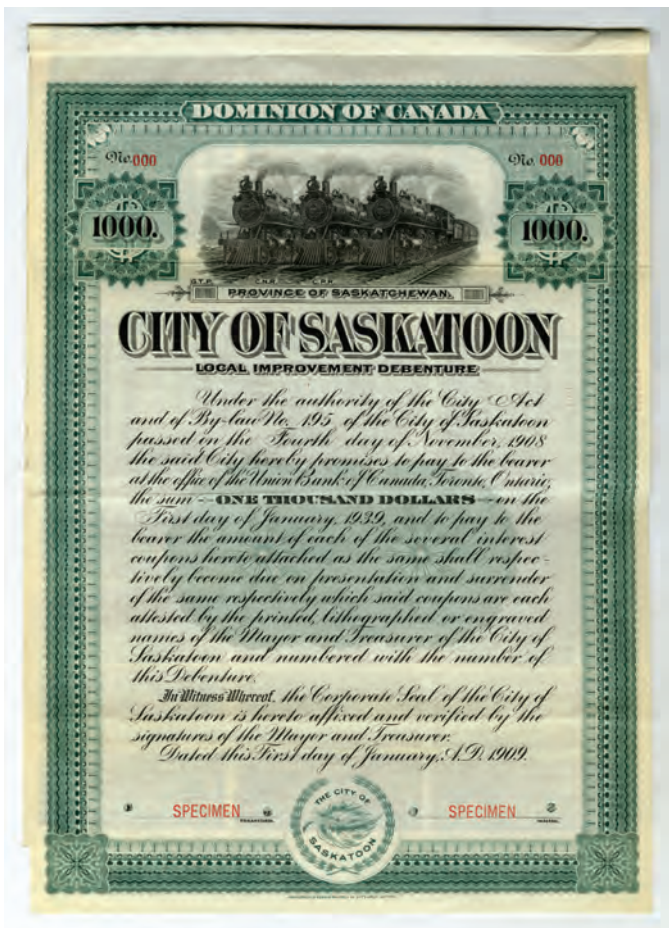 DOMINION OF CANADA
No. 000 No. 000
1000. 1000.
G.T.P. C.N.R. C.P.R.
PROVINCE OF SASKATCHEWAN.
CITY OF SASKATOON
LOCAL IMPROVEMENT DEBENTURE
Under the authority of the City Act
and of By-law No. 195 of the City of Saskatoon
passed on the Fourth day of November, 1908
the said City hereby promises to pay to the bearer
at the office of the Union Bank of Canada, Toronto, Ontario,
the sum ONE THOUSAND DOLLARS on the
First day of January, 1939, and to pay to the
bearer the amount of each of the several interest
coupons hereto attached as the same shall respec-
tively become due on presentation and surrender
of the same respectively which said coupons are each
attested by the printed, lithographed or engraved
names of the Mayor and Treasurer of the City of
Saskatoon and numbered with the number of
this Debenture.
In Witness Whereof, the Corporate Seal of the City of
Saskatoon is hereto affixed and verified by the
signatures of the Mayor and Treasurer.
Dated this First day of January, A.D. 1909.
SPECIMEN SPECIMEN
THE CITY OF
SASKATOON